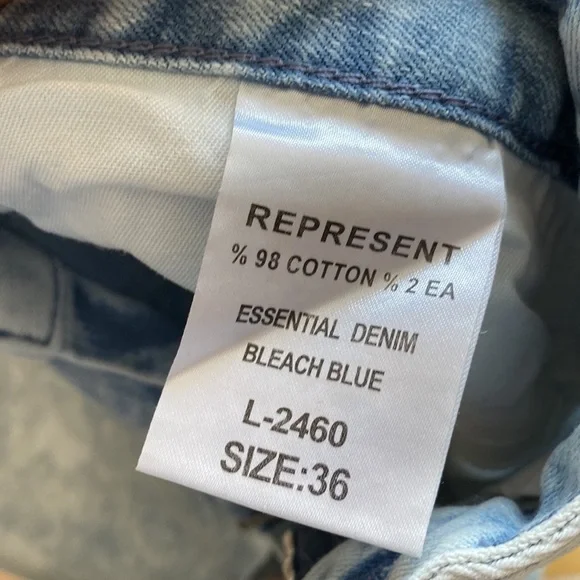 REPRESENT
% 98 COTTON % 2 EA
ESSENTIAL DENIM
BLEACH BLUE
L-2460
SIZE:36